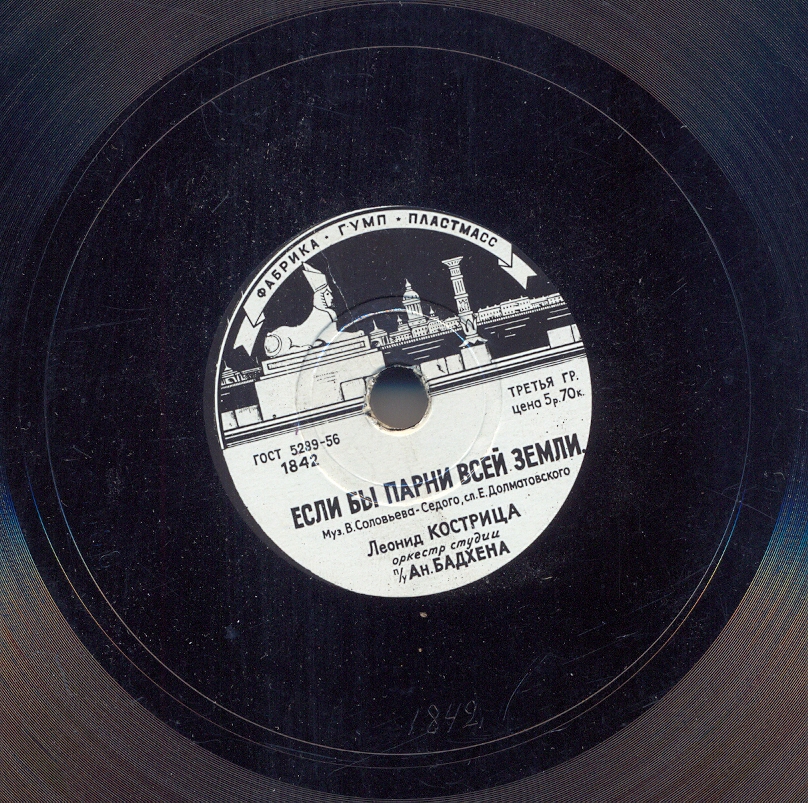 ФАБРИКА · ГУМП · ПЛАСТМАСС
ГОСТ 5289-56
1842
ТРЕТЬЯ ГР.
цена 5р.70к.
ЕСЛИ БЫ ПАРНИ ВСЕЙ ЗЕМЛИ.
Муз. В. Соловьева-Седого, сл. Е. Долматовского
Леонид КОСТРИЦА
оркестр студии
п/у Ан. БАДХЕНА
1842